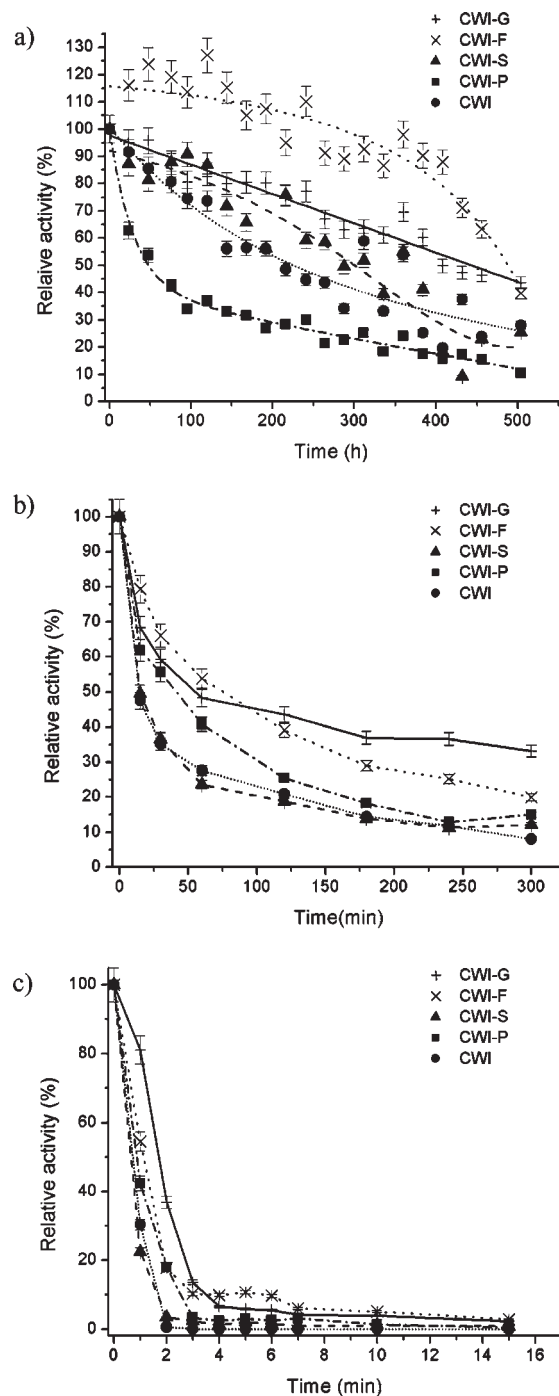 a)
CWI-G
CWI-F
CWI-S
CWI-P
CWI
Relaive activity (%)
130
120
110
100
90
80
70
60
50
40
30
20
10
0
0
100
200
300
400
500
Time (h)
b)
CWI-G
CWI-F
CWI-S
CWI-P
CWI
Relative activity (%)
100
90
80
70
60
50
40
30
20
10
0
0
50
100
150
200
250
300
Time(min)
c)
CWI-G
CWI-F
CWI-S
CWI-P
CWI
Relative activity (%)
100
80
60
40
20
0
0
2
4
6
8
10
12
14
16
Time (min)